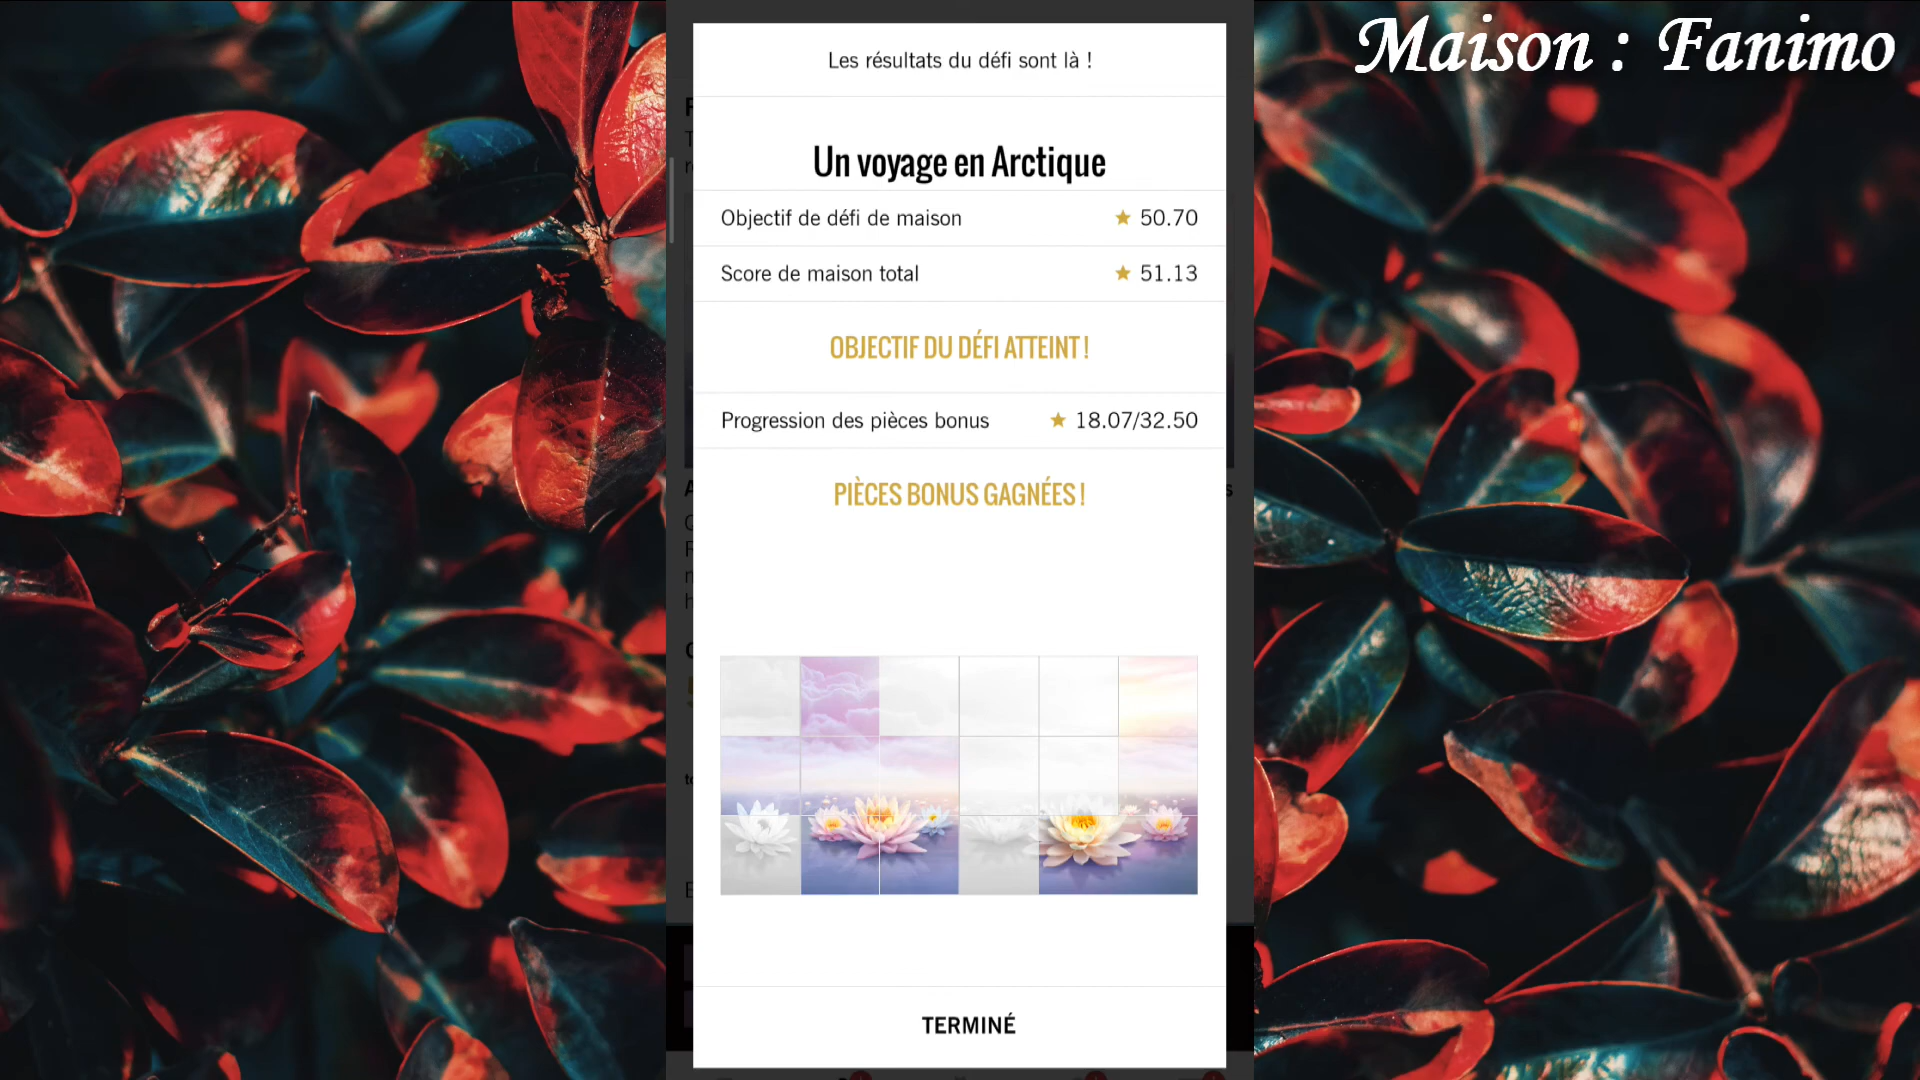 Maison : Fanimo
Les résultats du défi sont là !
Un voyage en Arctique
Objectif de défi de maison ★ 50.70
Score de maison total ★ 51.13
OBJECTIF DU DÉFI ATTEINT !
Progression des pièces bonus ★ 18.07/32.50
PIÈCES BONUS GAGNÉES !
TERMINÉ